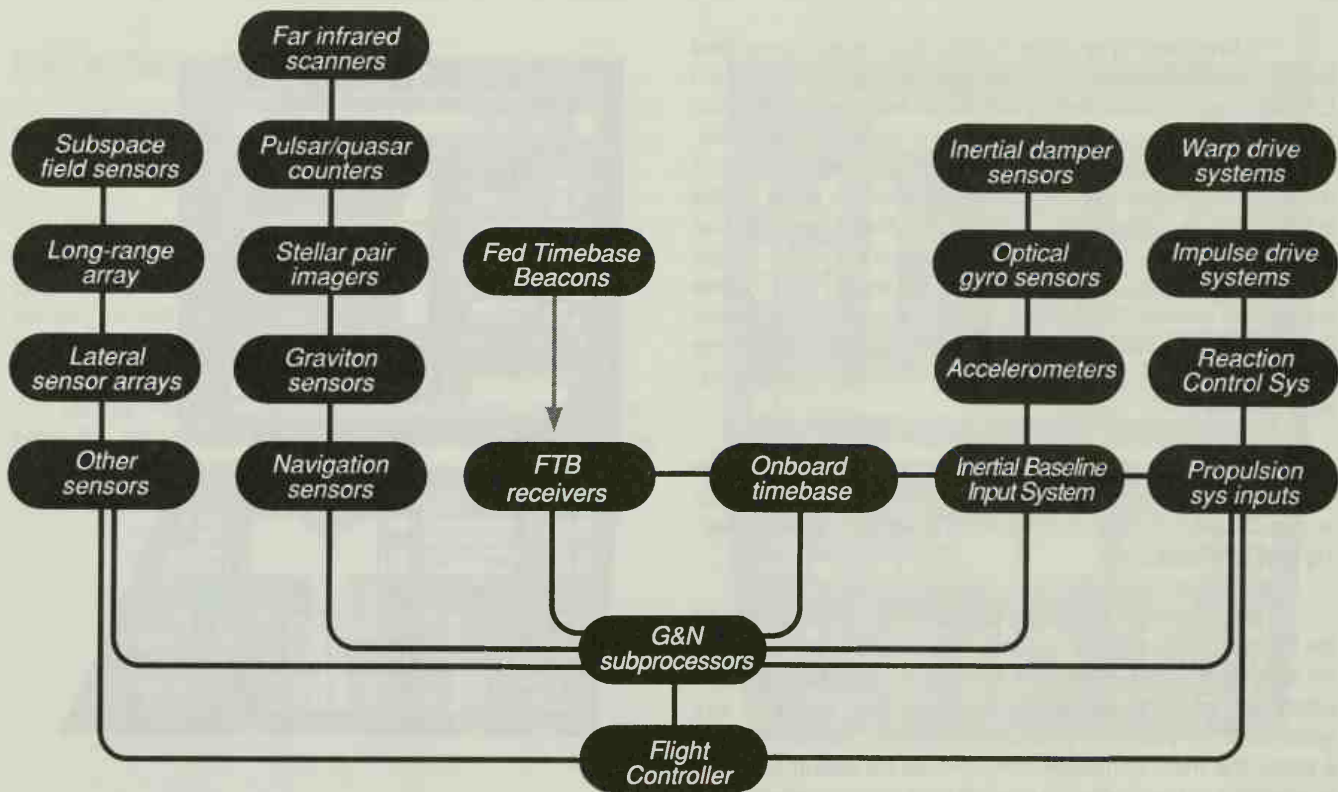 Far infrared
scanners
Subspace
field sensors
Pulsar/quasar
counters
Inertial damper
sensors
Warp drive
systems
Long-range
array
Stellar pair
imagers
Fed Timebase
Beacons
Optical
gyro sensors
Impulse drive
systems
Lateral
sensor arrays
Graviton
sensors
Accelerometers
Reaction
Control Sys
Other
sensors
Navigation
sensors
FTB
receivers
Onboard
timebase
Inertial Baseline
Input System
Propulsion
sys inputs
G&N
subprocessors
Flight
Controller